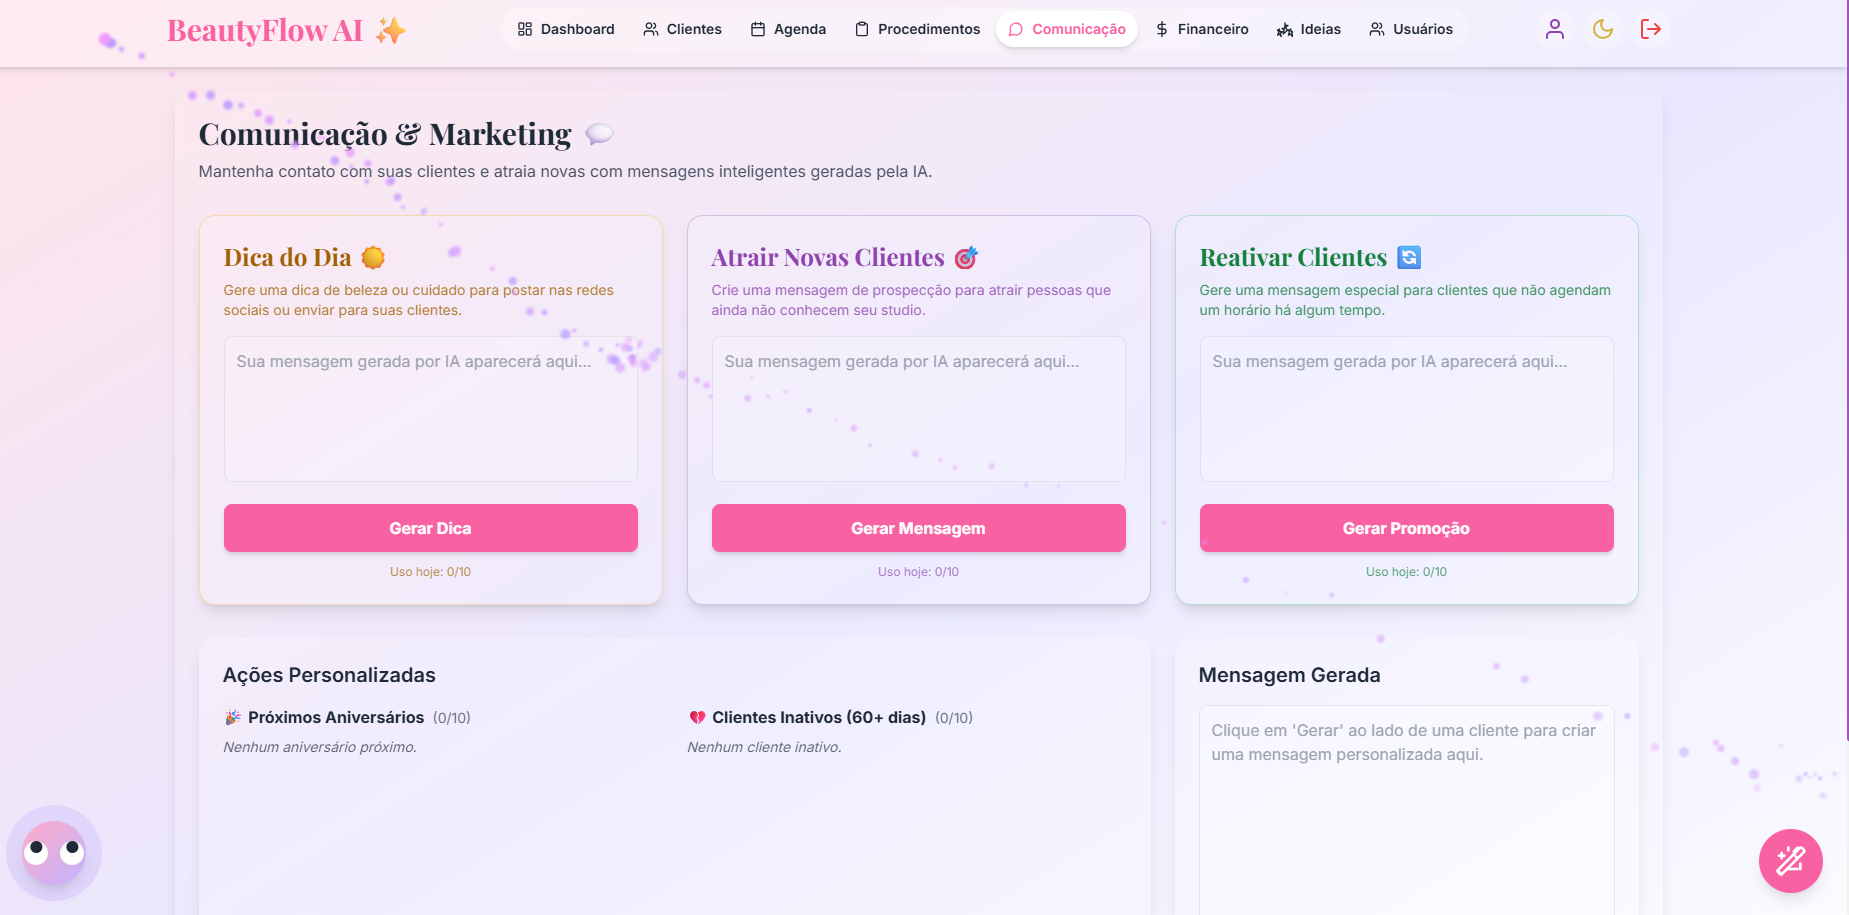 BeautyFlow AI ✨
Dashboard
Clientes
Agenda
Procedimentos
Comunicação
Financeiro
Ideias
Usuários
Comunicação & Marketing 💬
Mantenha contato com suas clientes e atraia novas com mensagens inteligentes geradas pela IA.
Dica do Dia
Gere uma dica de beleza ou cuidado para postar nas redes
sociais ou enviar para suas clientes.
Sua mensagem gerada por IA aparecerá aqui...
Gerar Dica
Uso hoje: 0/10
Atrair Novas Clientes 🎯
Crie uma mensagem de prospecção para atrair pessoas que
ainda não conhecem seu studio.
Sua mensagem gerada por IA aparecerá aqui...
Gerar Mensagem
Uso hoje: 0/10
Reativar Clientes 🔄
Gere uma mensagem especial para clientes que não agendam
um horário há algum tempo.
Sua mensagem gerada por IA aparecerá aqui...
Gerar Promoção
Uso hoje: 0/10
Ações Personalizadas
🎉 Próximos Aniversários (0/10)
Nenhum aniversário próximo.
💔 Clientes Inativos (60+ dias) (0/10)
Nenhum cliente inativo.
Mensagem Gerada
Clique em 'Gerar' ao lado de uma cliente para criar
uma mensagem personalizada aqui.